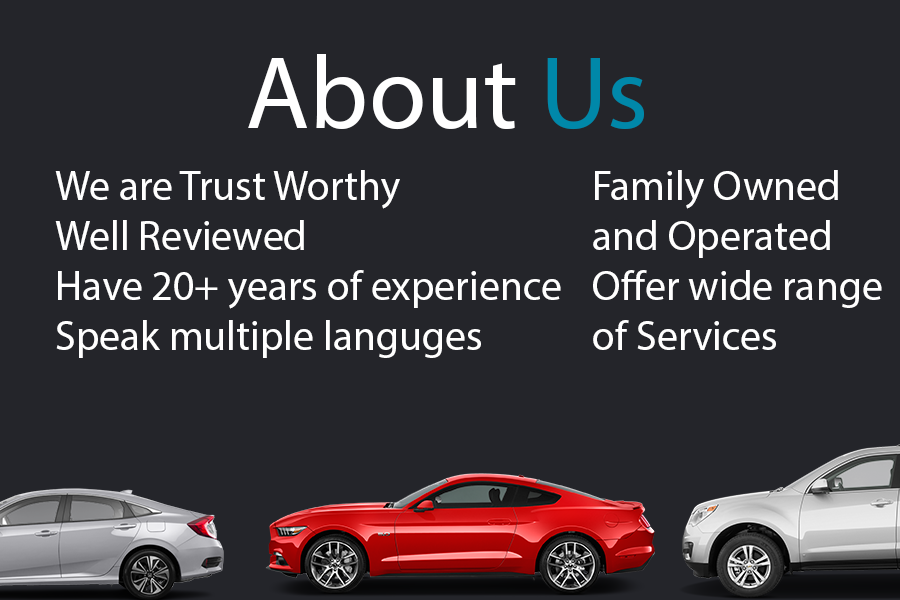 About Us
We are Trust Worthy
Well Reviewed
Have 20+ years of experience
Speak multiple languges
Family Owned
and Operated
Offer wide range
of Services